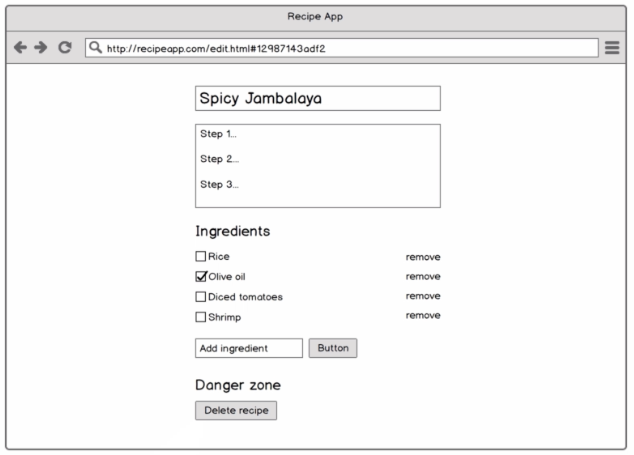 Recipe App
http://recipeapp.com/edit.html#12987143adf2
Spicy Jambalaya
Step 1...
Step 2...
Step 3...
Ingredients
Rice remove
Olive oil remove
Diced tomatoes remove
Shrimp remove
Add ingredient Button
Danger zone
Delete recipe